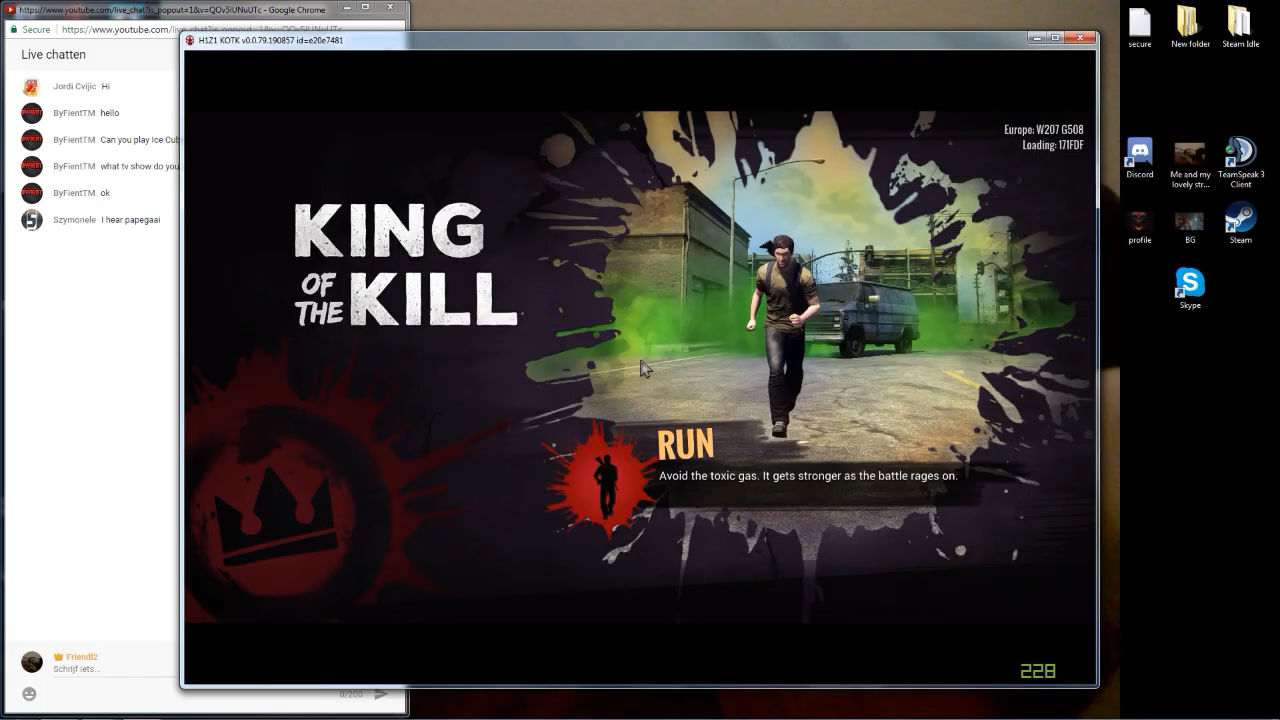 https://www.youtube.com/live_chat?is_popout=1&v=QOv5IUNuUTc - Google Chrome
Secure https://www.youtube.com/live_chat?is_popout=1&v=QOv5IUNuUTc
Live chatten
Jordi Cvijic Hi
ByFientTM hello
ByFientTM Can you play Ice Cub
ByFientTM what tv show do you
ByFientTM ok
Szymonele I hear papegaai
Friendl2
Schrijf iets...
0/200
H1Z1 KOTK v0.0.79.190857 id=e20e7481
Europe: W207 G508
Loading: 171FDF
KING
OF
THE KILL
RUN
Avoid the toxic gas. It gets stronger as the battle rages on.
228
secure
New folder
Steam Idle
Discord
Me and my
lovely str...
TeamSpeak 3
Client
profile
BG
Steam
Skype